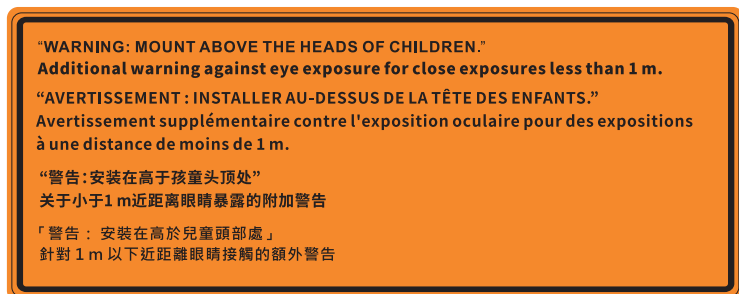 “WARNING: MOUNT ABOVE THE HEADS OF CHILDREN.”
Additional warning against eye exposure for close exposures less than 1 m.
“AVERTISSEMENT : INSTALLER AU-DESSUS DE LA TÊTE DES ENFANTS.”
Avertissement supplémentaire contre l'exposition oculaire pour des expositions
à une distance de moins de 1 m.
“警告:安装在高于孩童头顶处”
关于小于1 m近距离眼睛暴露的附加警告
「警告： 安裝在高於兒童頭部處」
針對 1 m 以下近距離眼睛接觸的額外警告